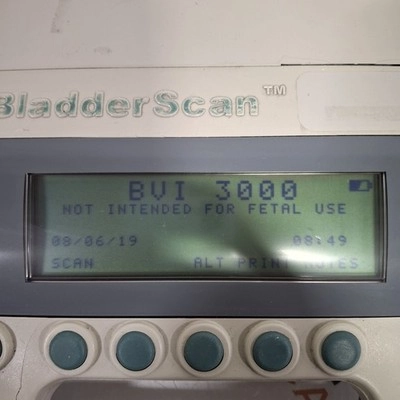 BladderScan™
BVI 3000
NOT INTENDED FOR FETAL USE
08/06/19 08:49
SCAN ALT PRINT NOTES